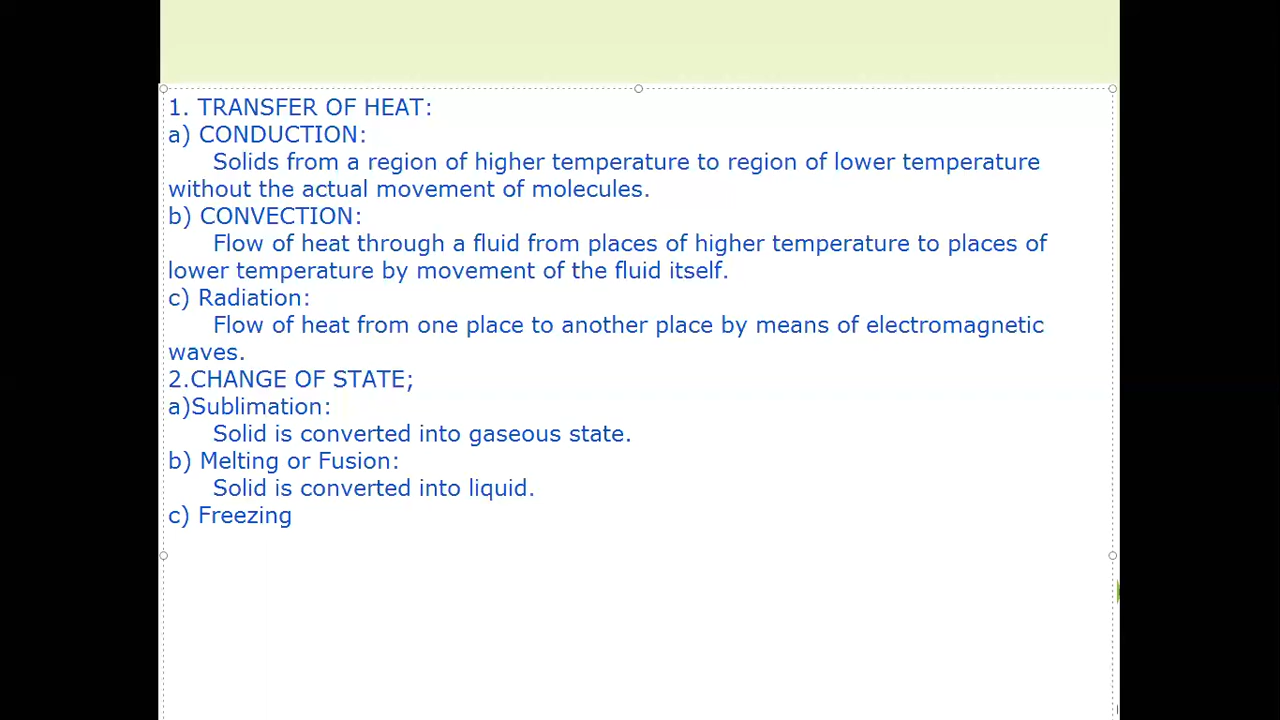 1. TRANSFER OF HEAT:
a) CONDUCTION:
Solids from a region of higher temperature to region of lower temperature
without the actual movement of molecules.
b) CONVECTION:
Flow of heat through a fluid from places of higher temperature to places of
lower temperature by movement of the fluid itself.
c) Radiation:
Flow of heat from one place to another place by means of electromagnetic
waves.
2.CHANGE OF STATE;
a)Sublimation:
Solid is converted into gaseous state.
b) Melting or Fusion:
Solid is converted into liquid.
c) Freezing